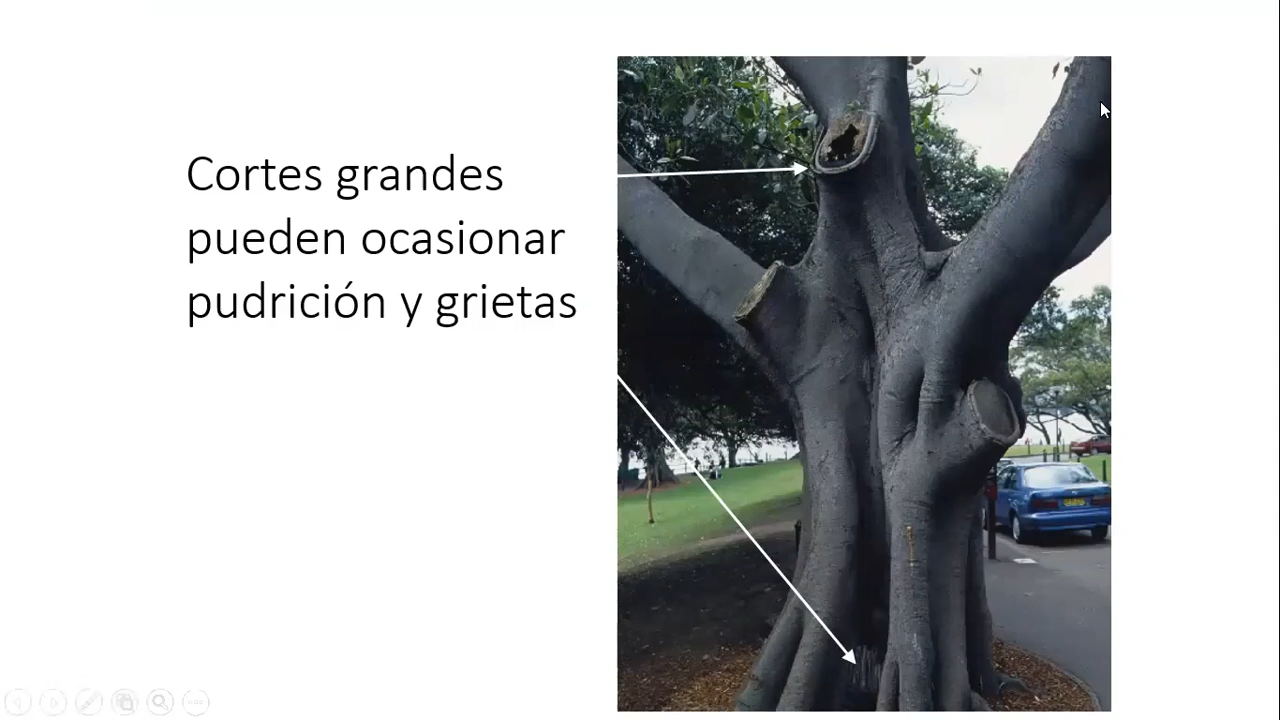 Cortes grandes
pueden ocasionar
pudrición y grietas